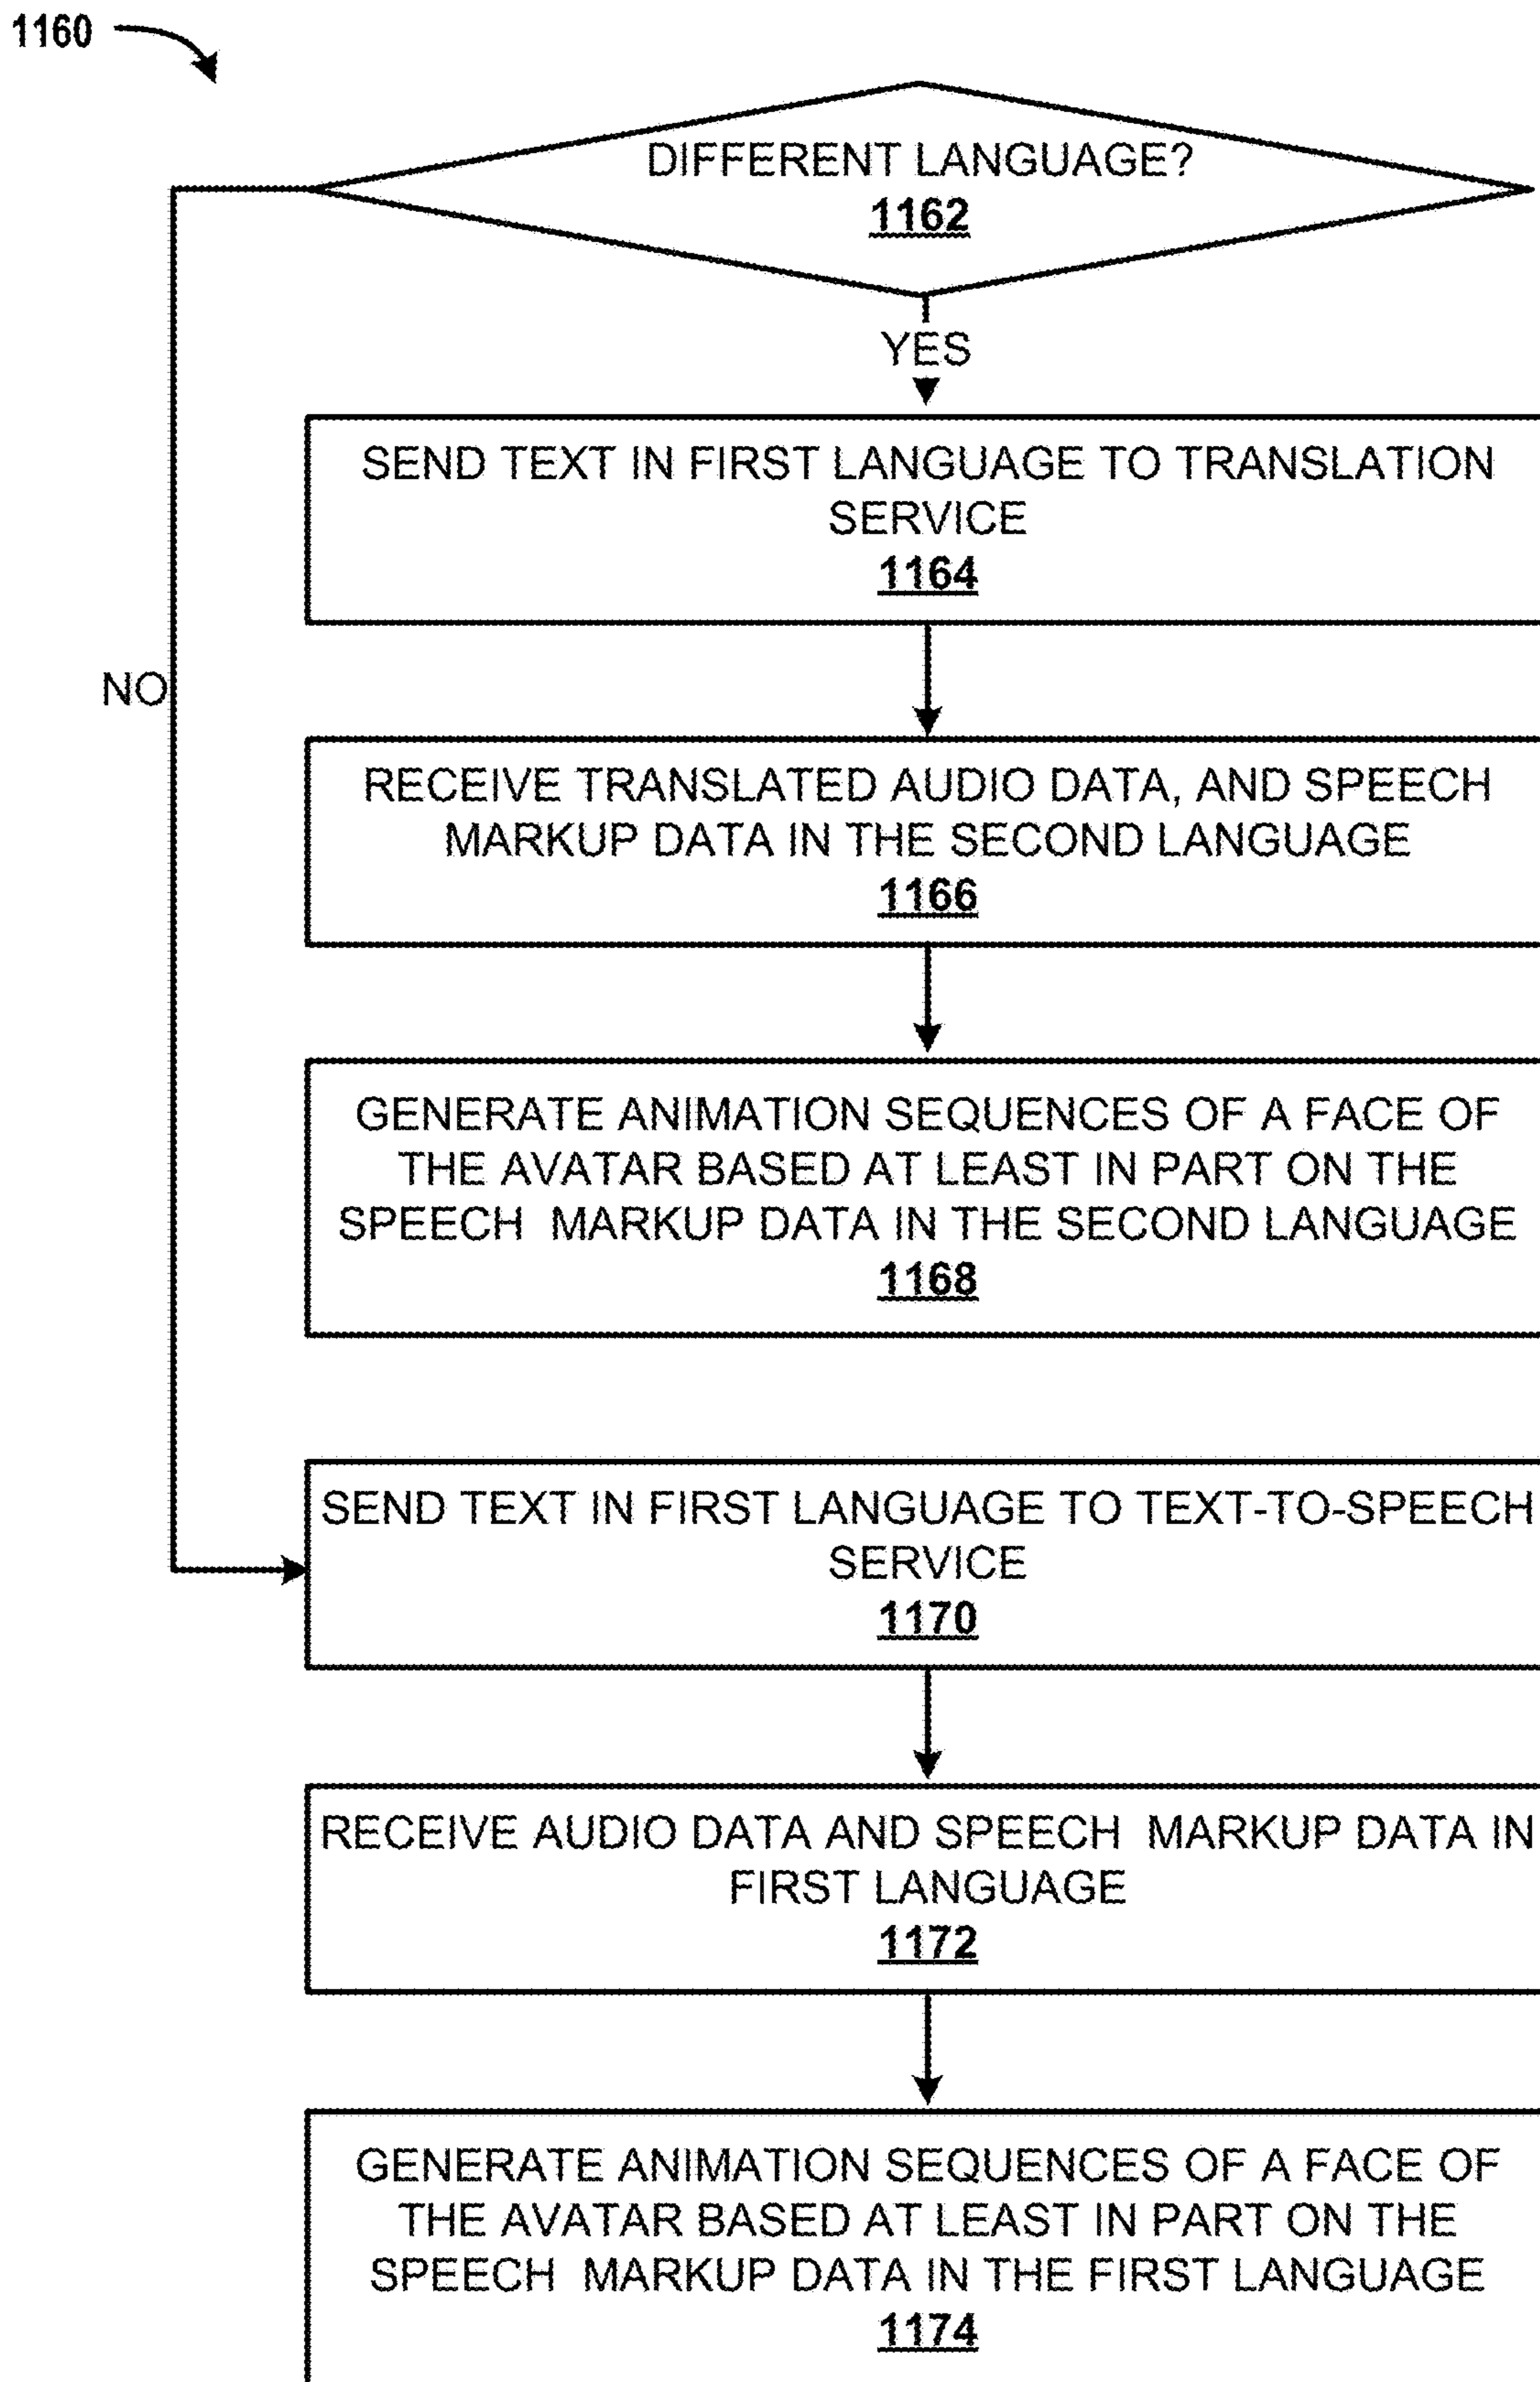 1160
DIFFERENT LANGUAGE?
1162
YES
SEND TEXT IN FIRST LANGUAGE TO TRANSLATION
SERVICE
1164
NO
RECEIVE TRANSLATED AUDIO DATA, AND SPEECH
MARKUP DATA IN THE SECOND LANGUAGE
1166
GENERATE ANIMATION SEQUENCES OF A FACE OF
THE AVATAR BASED AT LEAST IN PART ON THE
SPEECH MARKUP DATA IN THE SECOND LANGUAGE
1168
SEND TEXT IN FIRST LANGUAGE TO TEXT-TO-SPEECH
SERVICE
1170
RECEIVE AUDIO DATA AND SPEECH MARKUP DATA IN
FIRST LANGUAGE
1172
GENERATE ANIMATION SEQUENCES OF A FACE OF
THE AVATAR BASED AT LEAST IN PART ON THE
SPEECH MARKUP DATA IN THE FIRST LANGUAGE
1174